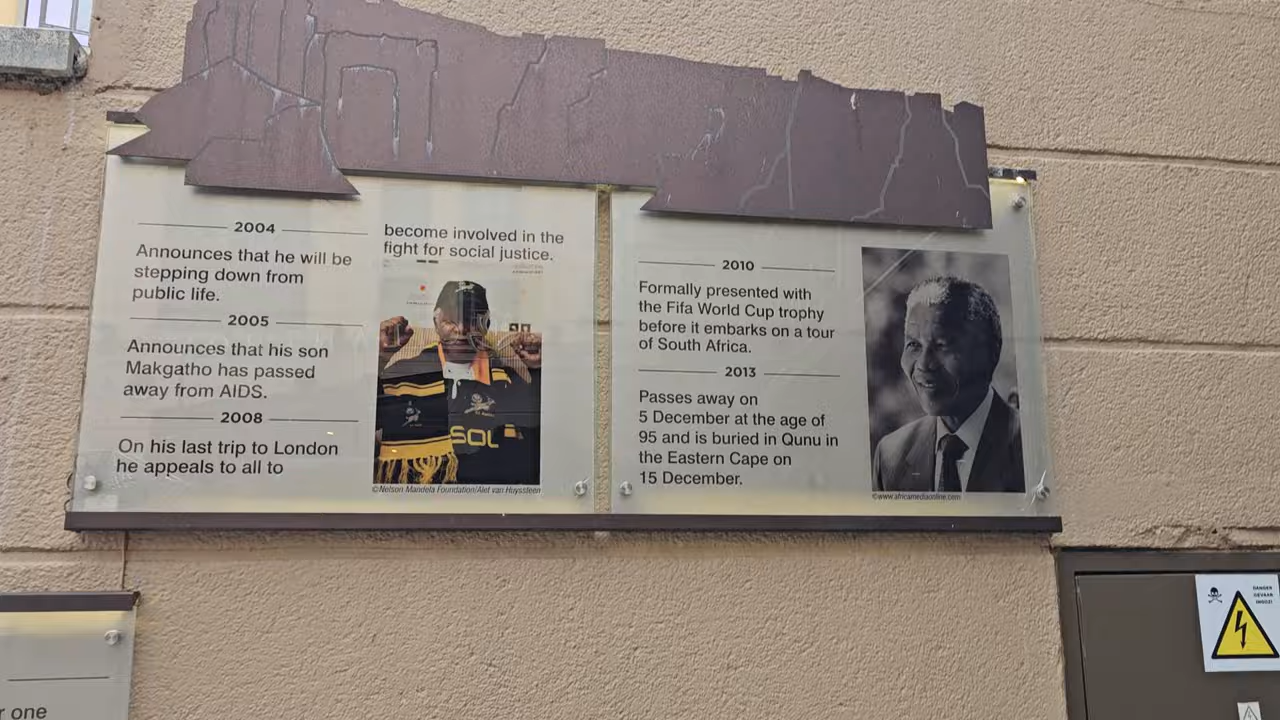 2004
Announces that he will be
stepping down from
public life.
2005
Announces that his son
Makgatho has passed
away from AIDS.
2008
On his last trip to London
he appeals to all to
become involved in the
fight for social justice.
SOL
©Nelson Mandela Foundation/Alet van Huyssteen
2010
Formally presented with
the Fifa World Cup trophy
before it embarks on a tour
of South Africa.
2013
Passes away on
5 December at the age of
95 and is buried in Qunu in
the Eastern Cape on
15 December.
©www.africamediaonline.com
DANGER
GEVAAR
INGOZI
r one